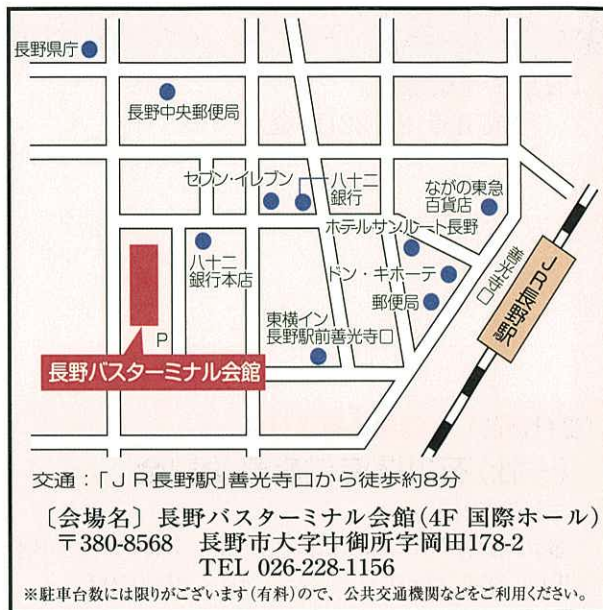 長野県庁
長野中央郵便局
セブン・イレブン
八十二
銀行
ながの東急
百貨店
ホテルサンルート長野
八十二
銀行本店
ドン・キホーテ
郵便局
善光寺口
JR長野駅
東横イン
長野駅前善光寺口
P
長野バスターミナル会館
交通：「JR長野駅」善光寺口から徒歩約8分
〔会場名〕長野バスターミナル会館(4F 国際ホール)
〒380-8568 長野市大字中御所字岡田178-2
TEL 026-228-1156
※駐車台数には限りがございます(有料)ので、公共交通機関などをご利用ください。